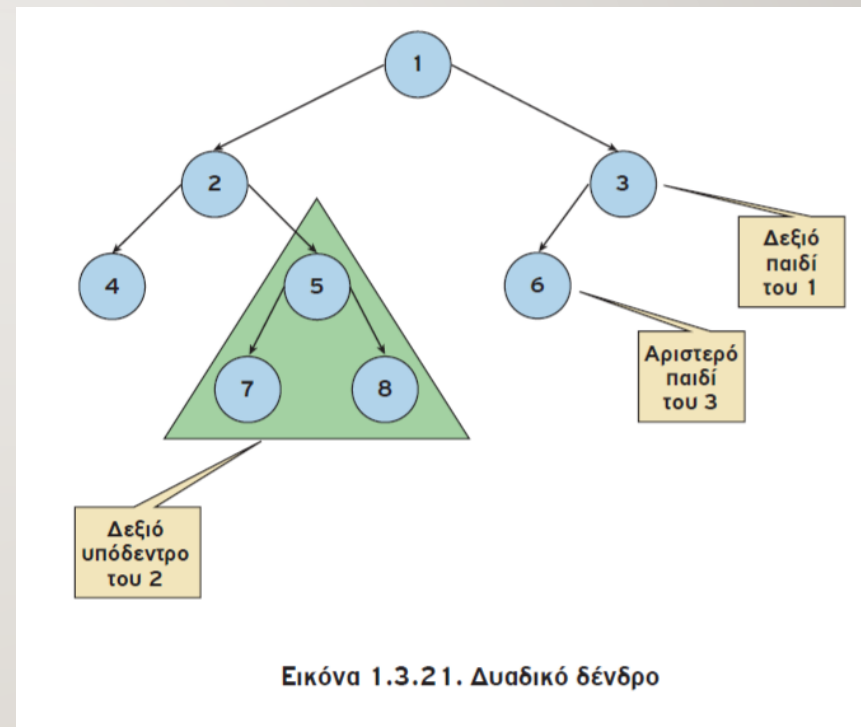 1
2
3
Δεξιό
παιδί
του 1
4
5
6
Αριστερό
παιδί
του 3
7
8
Δεξιό
υπόδεντρο
του 2
Εικόνα 1.3.21. Δυαδικό δένδρο